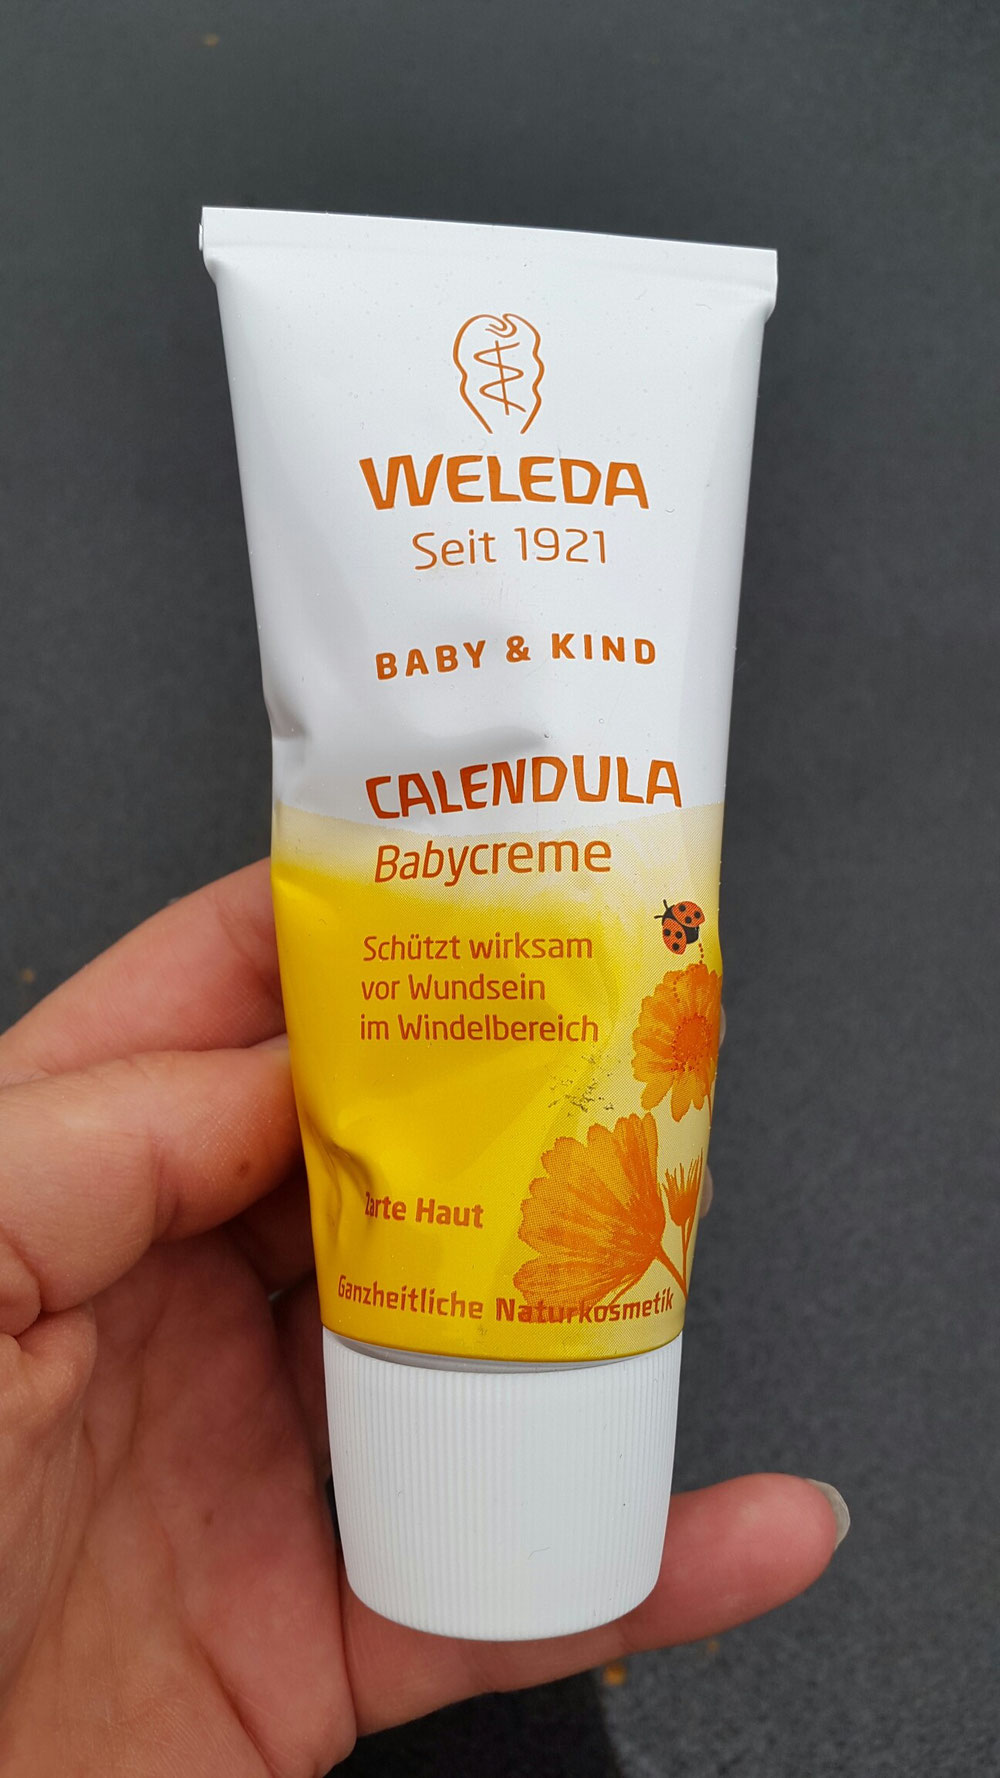 WELEDA
Seit 1921
BABY & KIND
CALENDULA
Babycreme
Schützt wirksam
vor Wundsein
im Windelbereich
Zarte Haut
Ganzheitliche Naturkosmetik